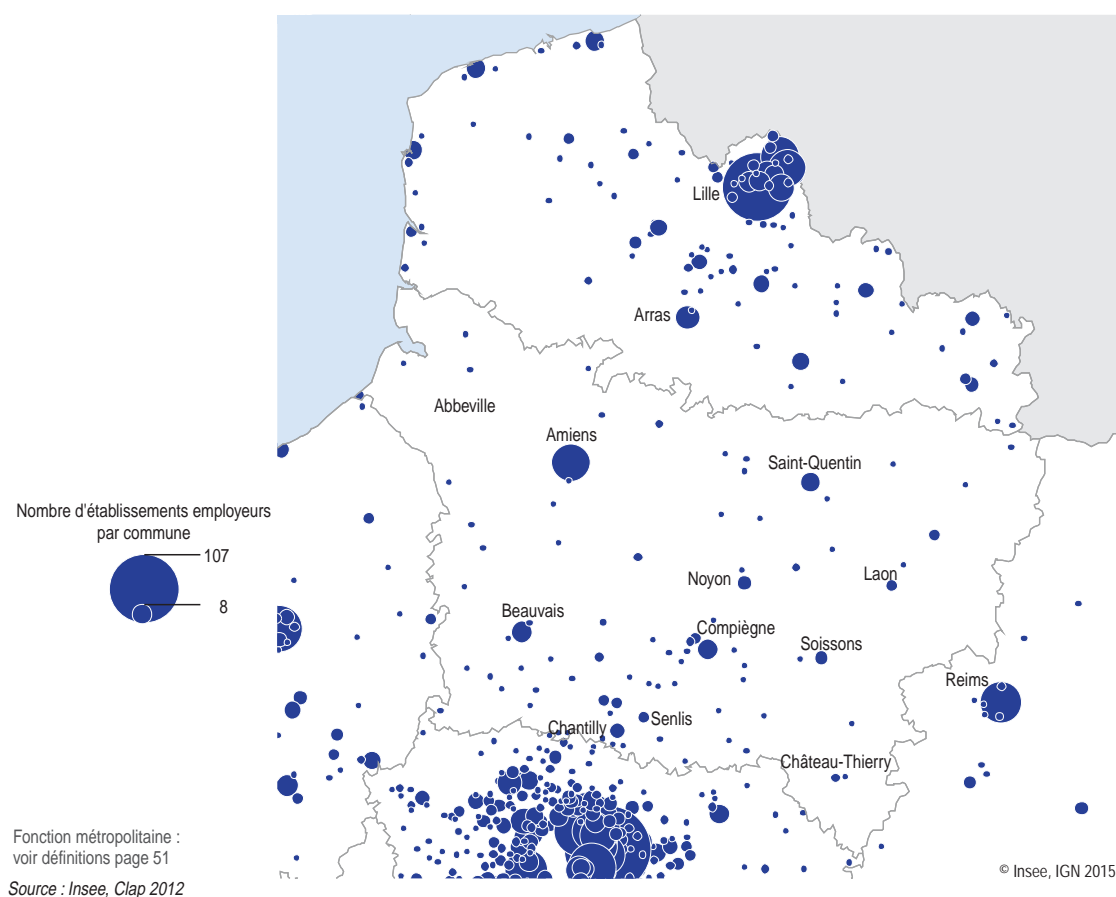 Lille
Arras
Abbeville
Amiens
Saint-Quentin
Nombre d'établissements employeurs
par commune
107
8
Noyon
Laon
Beauvais
Compiègne
Soissons
Reims
Chantilly
Senlis
Château-Thierry
Fonction métropolitaine :
voir définitions page 51
Source : Insee, Clap 2012
© Insee, IGN 2015